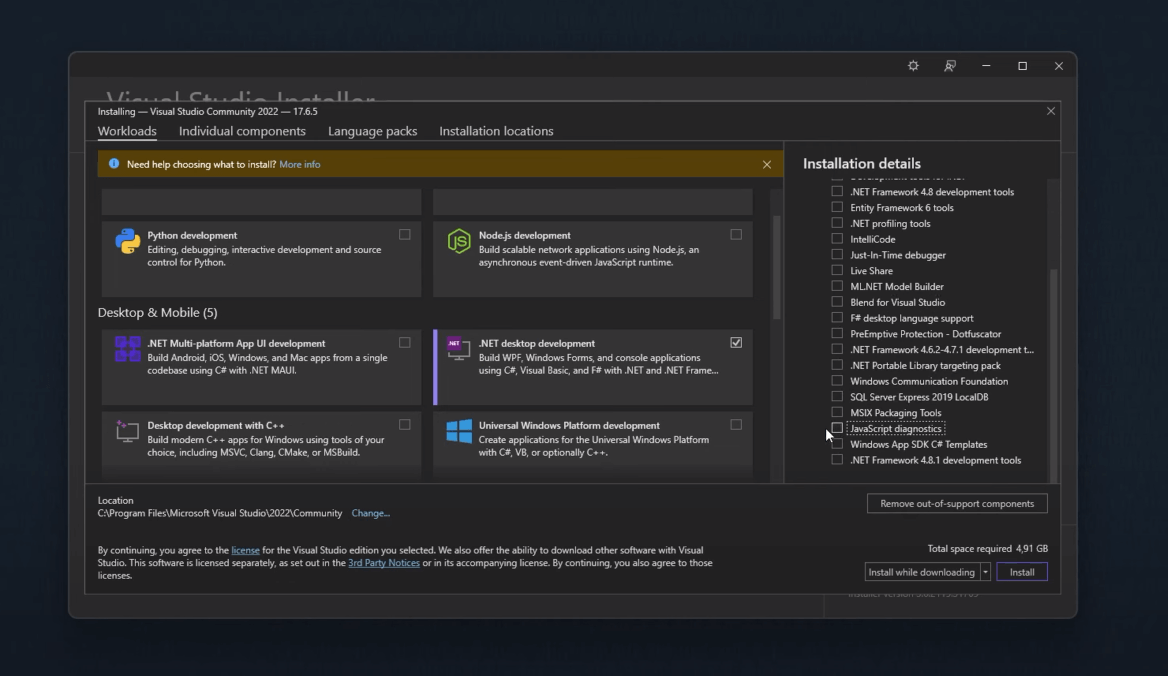 Visual Studio Installer
Installing — Visual Studio Community 2022 — 17.6.5
Workloads
Individual components
Language packs
Installation locations
Need help choosing what to install? More info
Python development
Editing, debugging, interactive development and source
control for Python.
Node.js development
Build scalable network applications using Node.js, an
asynchronous event-driven JavaScript runtime.
Desktop & Mobile (5)
.NET Multi-platform App UI development
Build Android, iOS, Windows, and Mac apps from a single
codebase using C# with .NET MAUI.
.NET
.NET desktop development
Build WPF, Windows Forms, and console applications
using C#, Visual Basic, and F# with .NET and .NET Frame...
Desktop development with C++
Build modern C++ apps for Windows using tools of your
choice, including MSVC, Clang, CMake, or MSBuild.
Universal Windows Platform development
Create applications for the Universal Windows Platform
with C#, VB, or optionally C++.
Installation details
.NET Framework 4.8 development tools
Entity Framework 6 tools
.NET profiling tools
IntelliCode
Just-In-Time debugger
Live Share
ML.NET Model Builder
Blend for Visual Studio
F# desktop language support
PreEmptive Protection - Dotfuscator
.NET Framework 4.6.2-4.7.1 development t...
.NET Portable Library targeting pack
Windows Communication Foundation
SQL Server Express 2019 LocalDB
MSIX Packaging Tools
JavaScript diagnostics
Windows App SDK C# Templates
.NET Framework 4.8.1 development tools
Location
C:\Program Files\Microsoft Visual Studio\2022\Community Change...
Remove out-of-support components
By continuing, you agree to the license for the Visual Studio edition you selected. We also offer the ability to download other software with Visual
Studio. This software is licensed separately, as set out in the 3rd Party Notices or in its accompanying license. By continuing, you also agree to those
licenses.
Total space required 4,91 GB
Install while downloading
Install